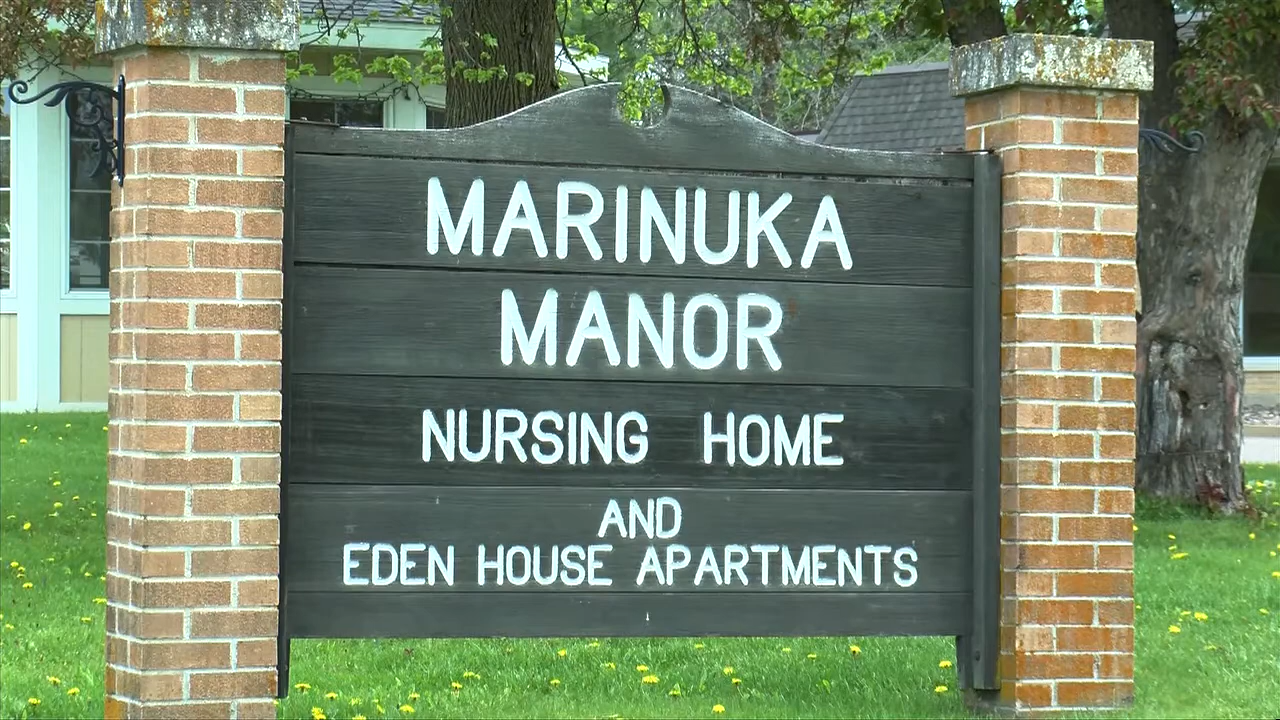 MARINUKA
MANOR
NURSING HOME
AND
EDEN HOUSE APARTMENTS